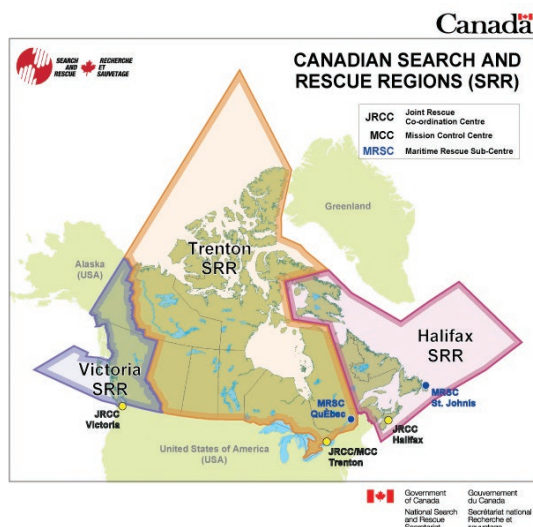 Canada
SEARCH
AND
RESCUE
RECHERCHE
ET
SAUVETAGE
CANADIAN SEARCH AND
RESCUE REGIONS (SRR)
JRCC Joint Rescue
Co-ordination Centre
MCC Mission Control Centre
MRSC Maritime Rescue Sub-Centre
Greenland
Alaska
(USA)
Trenton
SRR
Halifax
SRR
Victoria
SRR
MRSC
St. Johnis
MRSC
QuÈbec
JRCC
Victoria
JRCC
Halifax
JRCC/MCC
Trenton
United States of America
(USA)
Government
of Canada
Gouvernement
du Canada
National Search
and Rescue
Secrétariat national
Recherche et